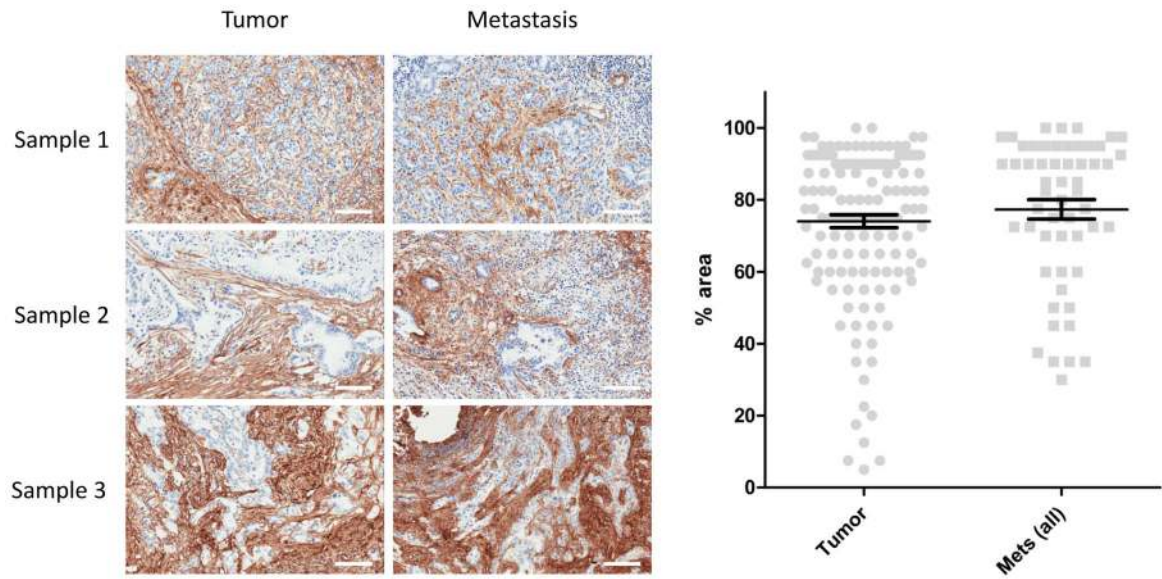 Tumor Metastasis
Sample 1
Sample 2
Sample 3
% area
100
80
60
40
20
0
Tumor
Mets (all)